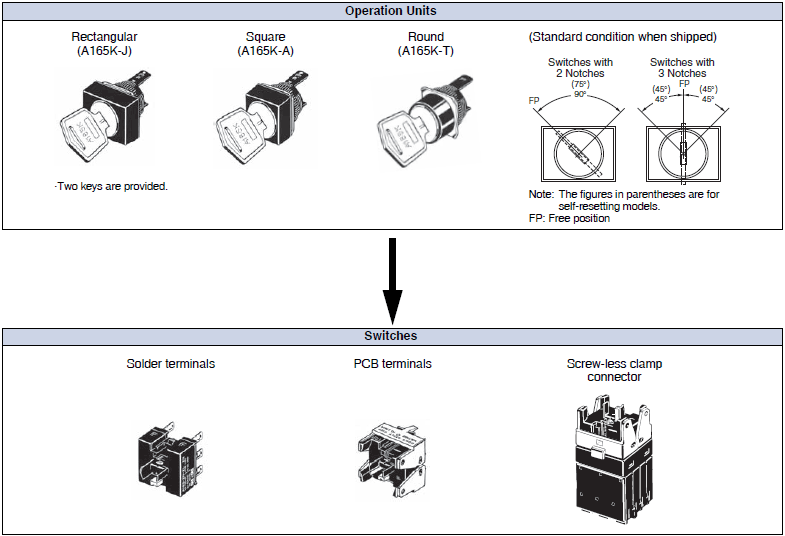 Operation Units
Rectangular
(A165K-J)
Square
(A165K-A)
Round
(A165K-T)
(Standard condition when shipped)
Switches with
2 Notches
(75°)
90°
FP
Switches with
3 Notches
FP
(45°)
(45°)
45°
45°
·Two keys are provided.
Note: The figures in parentheses are for
self-resetting models.
FP: Free position
Switches
Solder terminals
PCB terminals
Screw-less clamp
connector